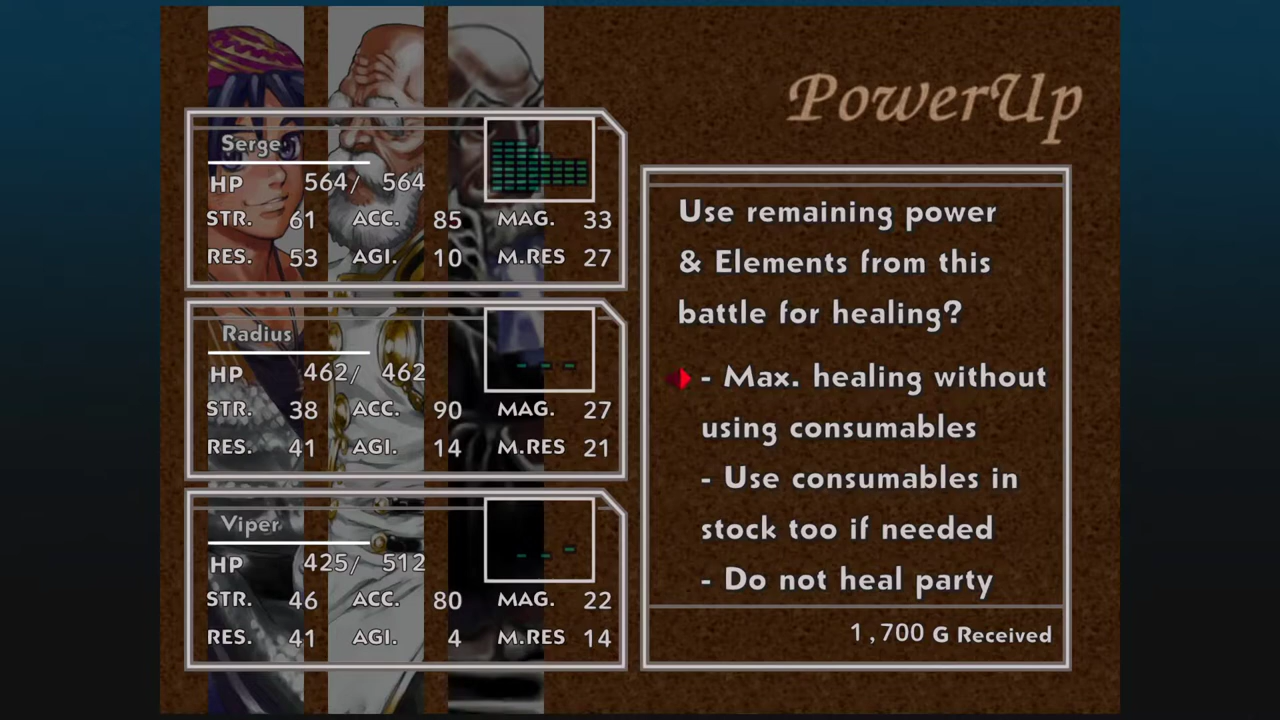 PowerUp
Serge
HP 564/ 564
STR. 61 ACC. 85 MAG. 33
RES. 53 AGI. 10 M.RES 27
Radius
HP 462/ 462
STR. 38 ACC. 90 MAG. 27
RES. 41 AGI. 14 M.RES 21
Viper
HP 425/ 512
STR. 46 ACC. 80 MAG. 22
RES. 41 AGI. 4 M.RES 14
Use remaining power
& Elements from this
battle for healing?
- Max. healing without
using consumables
- Use consumables in
stock too if needed
- Do not heal party
1,700 G Received